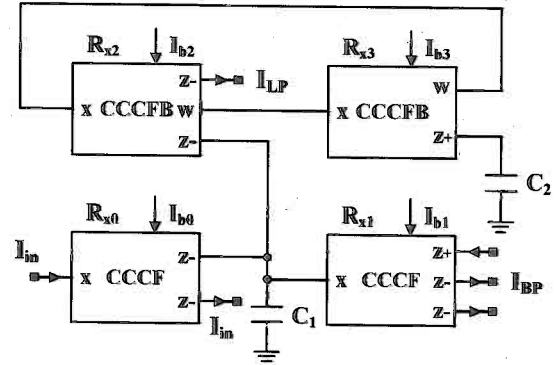 Rx2 Ib2 Rx3 Ib3
z- ILP w
x CCCFB w x CCCFB
z- z+
C2
Rx0 Ib0 Rx1 Ib1
Iin z- z+
x CCCF x CCCF z- IBP
z- Iin C1 z-